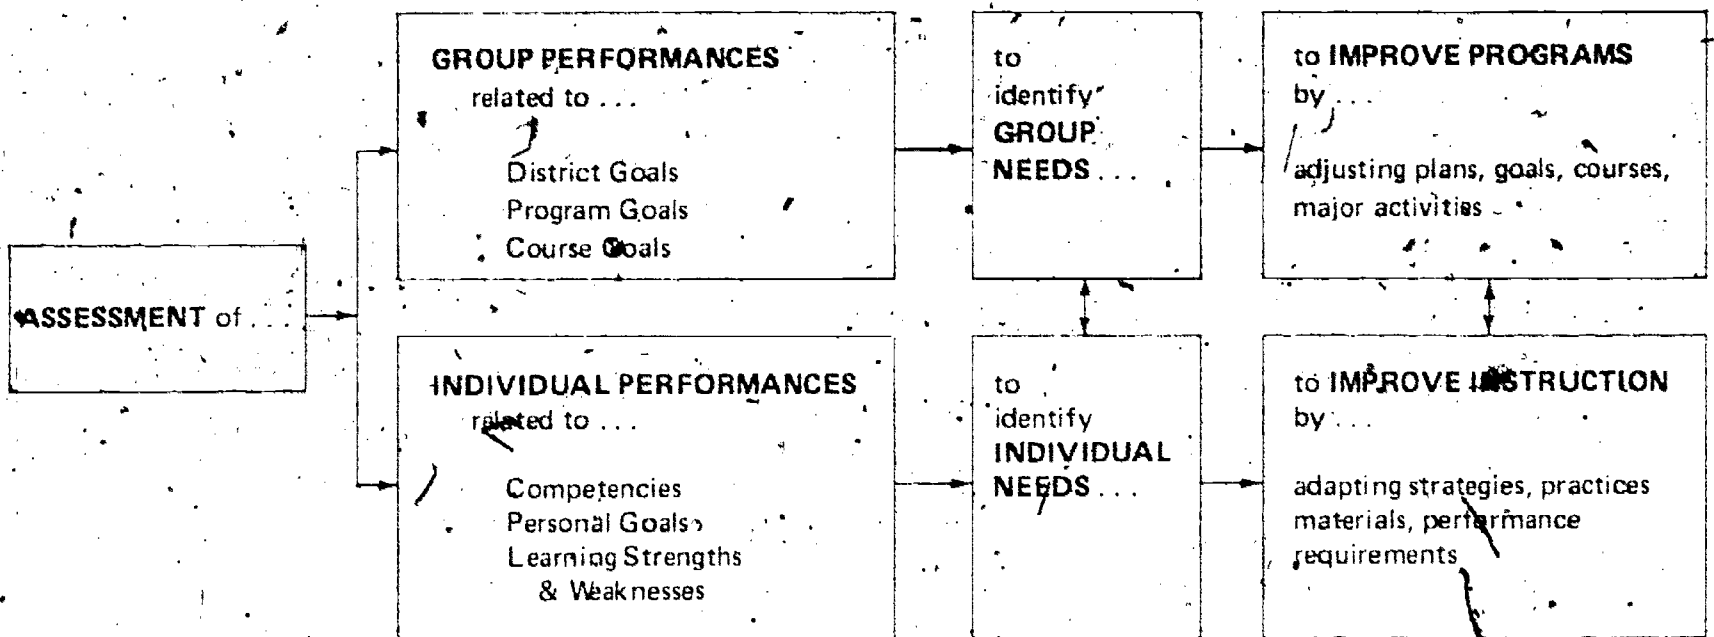 ASSESSMENT of ...
GROUP PERFORMANCES
related to ...
District Goals
Program Goals
Course Goals
to
identify
GROUP
NEEDS ...
to IMPROVE PROGRAMS
by ...
adjusting plans, goals, courses,
major activities
INDIVIDUAL PERFORMANCES
related to ...
Competencies
Personal Goals
Learning Strengths
& Weaknesses
to
identify
INDIVIDUAL
NEEDS ...
to IMPROVE INSTRUCTION
by ...
adapting strategies, practices
materials, performance
requirements